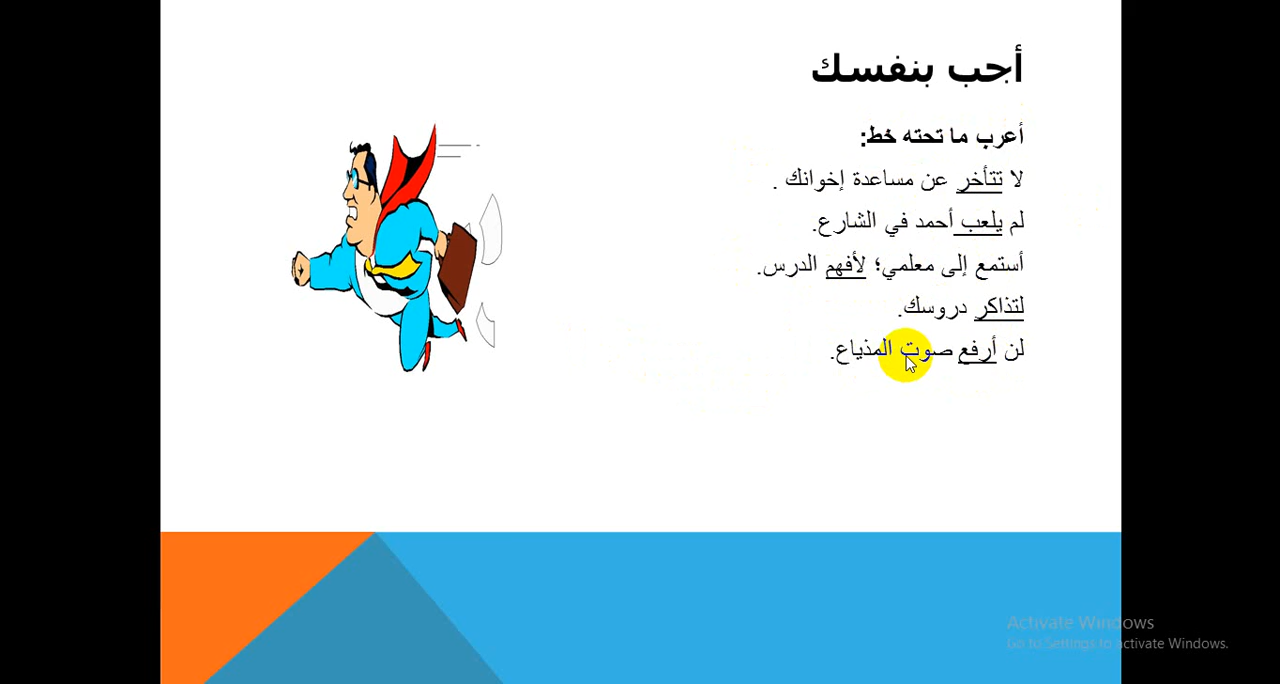 أجب بنفسك
أعرب ما تحته خط:
لا تتأخر عن مساعدة إخوانك .
لم يلعب أحمد في الشارع.
أستمع إلى معلمي؛ لأفهم الدرس.
لتذاكر دروسك.
لن أرفع صوت المذياع.
Activate Windows
Go to Settings to activate Windows.